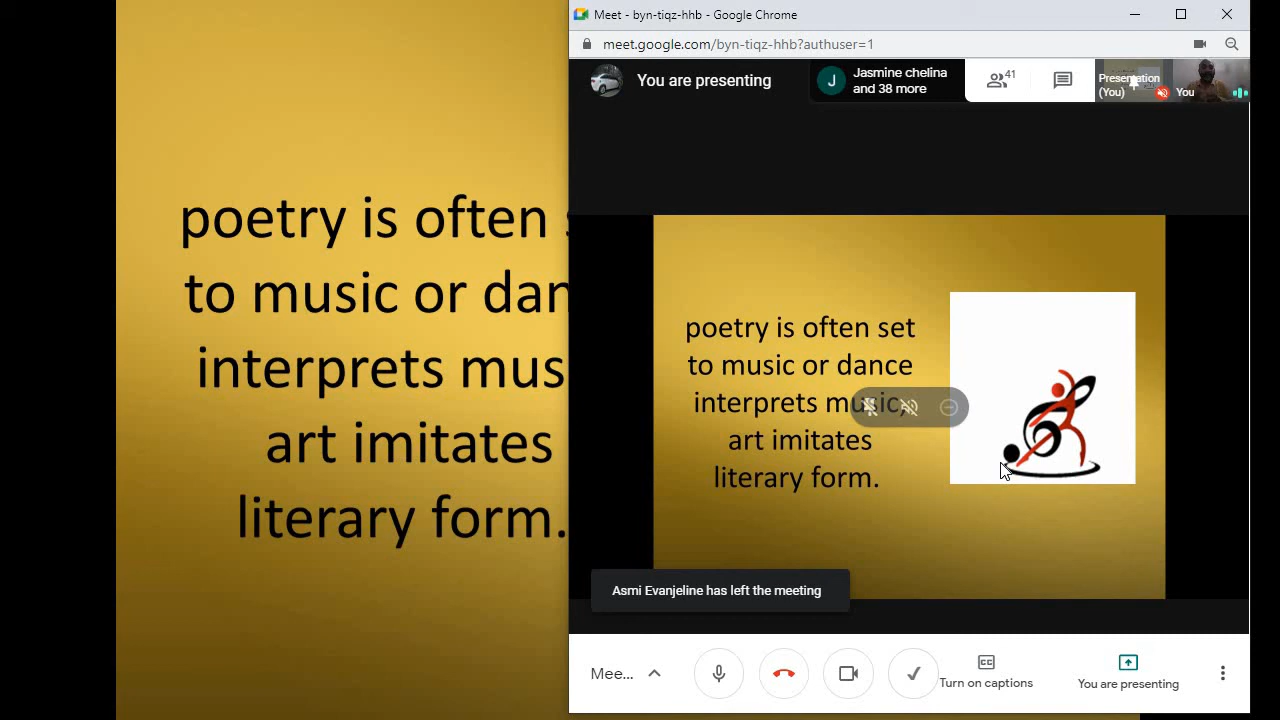 Meet - byn-tiqz-hhb - Google Chrome
meet.google.com/byn-tiqz-hhb?authuser=1
You are presenting
J
Jasmine chelina
and 38 more
41
Presentation
(You)
You
poetry is often
to music or dan
interprets mus
art imitates
literary form.
poetry is often set
to music or dance
interprets music,
art imitates
literary form.
Asmi Evanjeline has left the meeting
Mee...
CC
Turn on captions
You are presenting